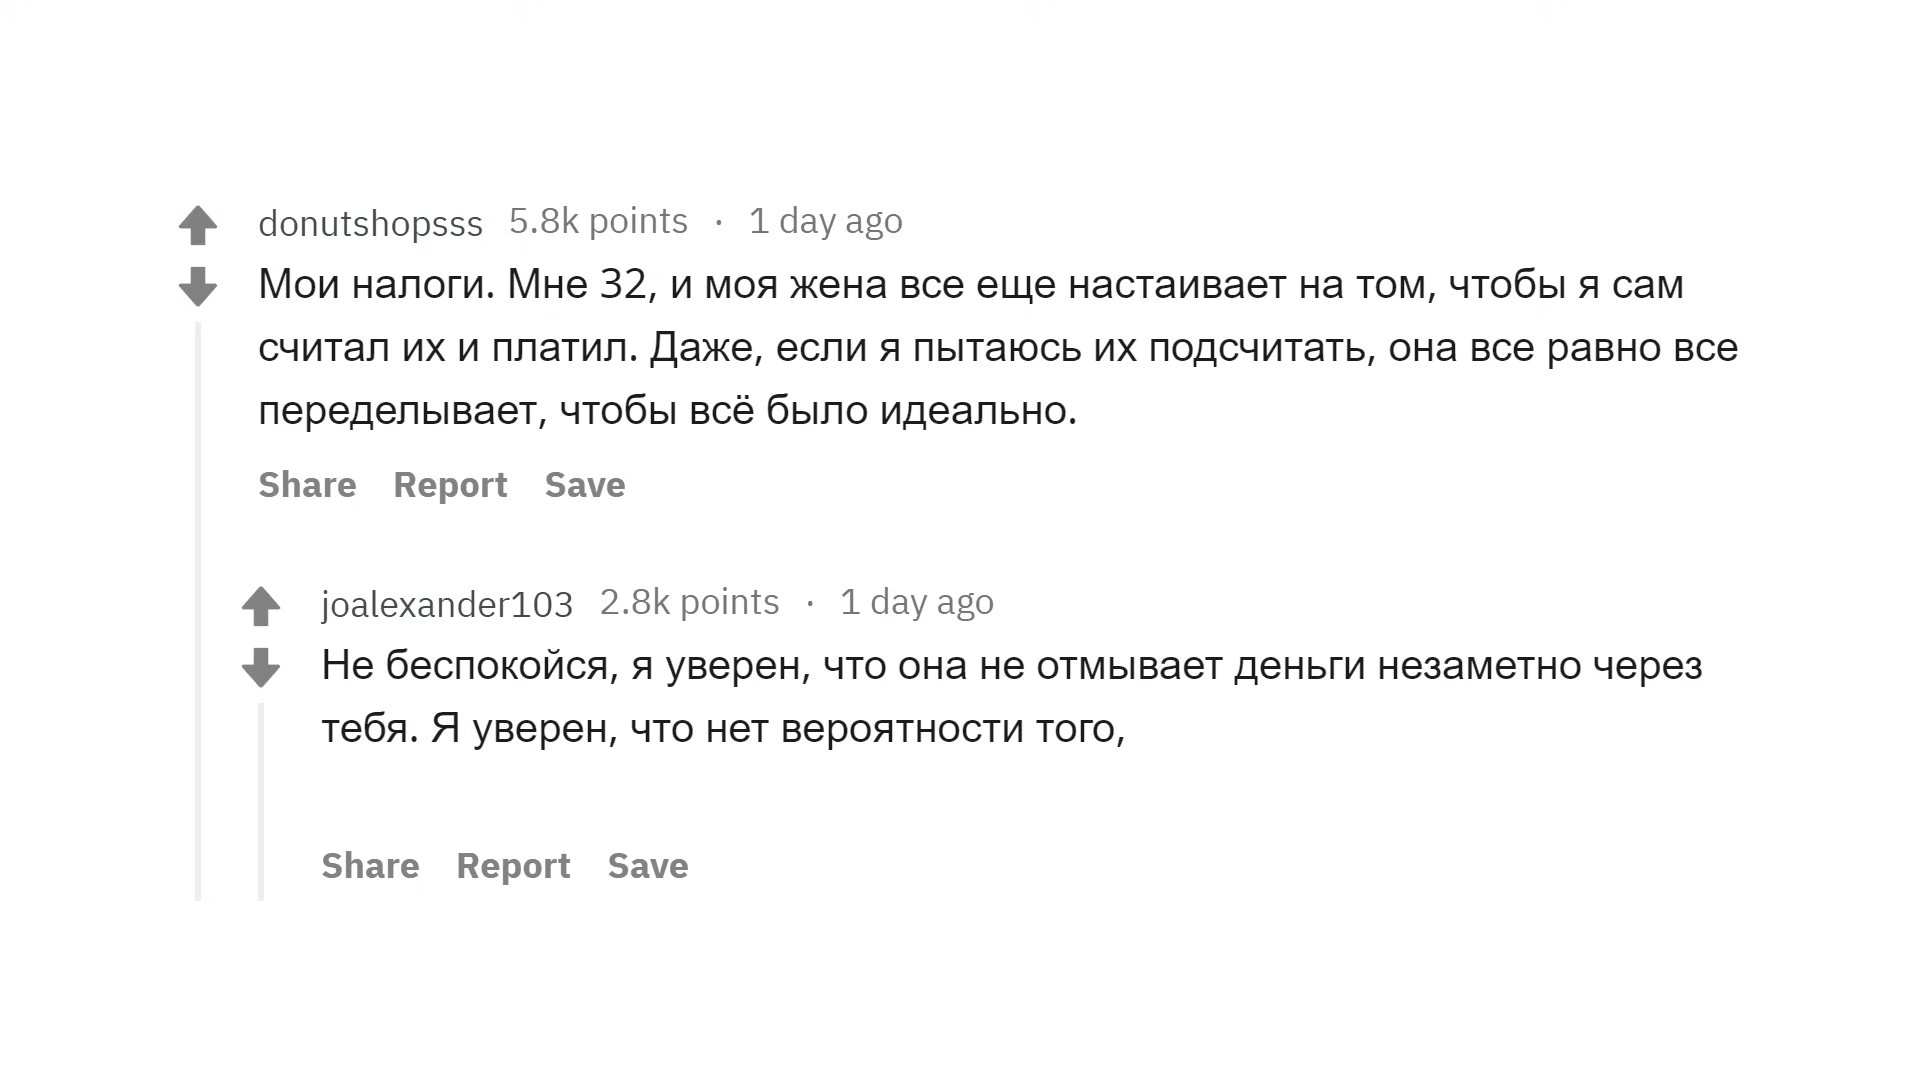 donutshopsss 5.8k points · 1 day ago
Мои налоги. Мне 32, и моя жена все еще настаивает на том, чтобы я сам
считал их и платил. Даже, если я пытаюсь их подсчитать, она все равно все
переделывает, чтобы всё было идеально.
Share Report Save
joalexander103 2.8k points · 1 day ago
Не беспокойся, я уверен, что она не отмывает деньги незаметно через
тебя. Я уверен, что нет вероятности того,
Share Report Save